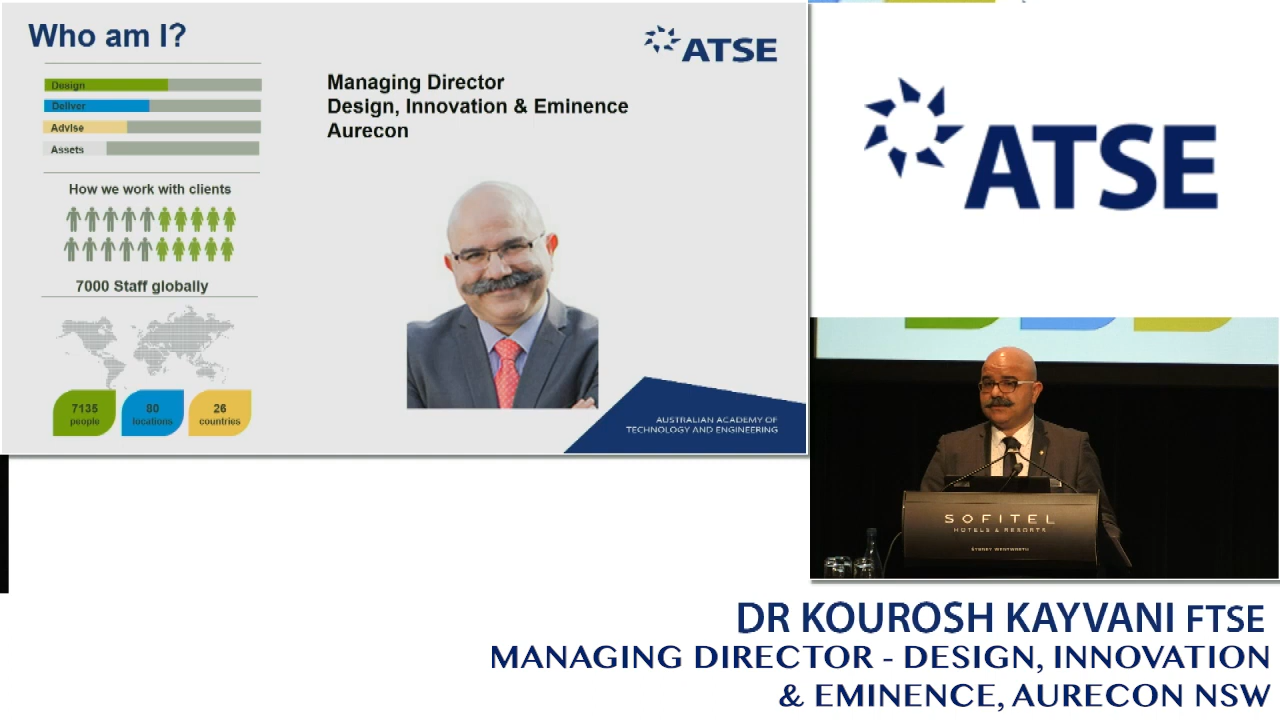 Who am I?
ATSE
Design
Deliver
Advise
Assets
How we work with clients
7000 Staff globally
7135
people
80
locations
26
countries
Managing Director
Design, Innovation & Eminence
Aurecon
AUSTRALIAN ACADEMY OF
TECHNOLOGY AND ENGINEERING
ATSE
SOFITEL
HOTELS & RESORTS
SYDNEY WENTWORTH
DR KOUROSH KAYVANI FTSE
MANAGING DIRECTOR - DESIGN, INNOVATION
& EMINENCE, AURECON NSW